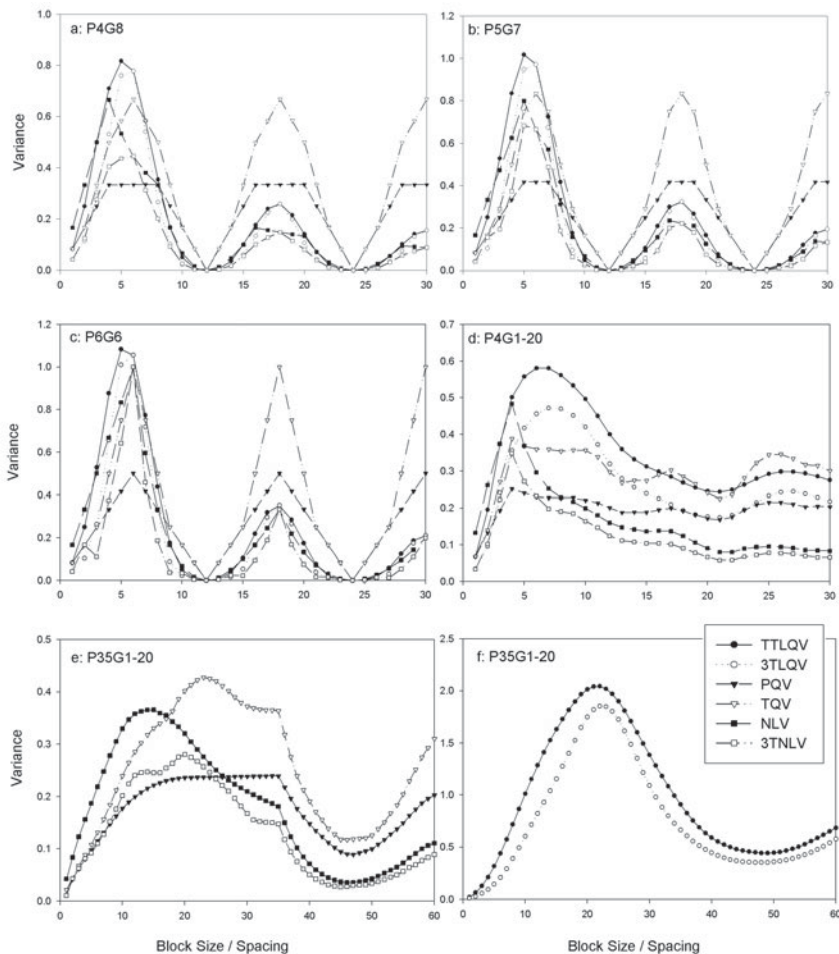 a: P4G8
Variance
1.0
0.8
0.6
0.4
0.2
0.0
0 5 10 15 20 25 30
b: P5G7
1.2
1.0
0.8
0.6
0.4
0.2
0.0
0 5 10 15 20 25 30
c: P6G6
Variance
1.2
1.0
0.8
0.6
0.4
0.2
0.0
0 5 10 15 20 25 30
d: P4G1-20
0.7
0.6
0.5
0.4
0.3
0.2
0.1
0.0
0 5 10 15 20 25 30
e: P35G1-20
Variance
0.5
0.4
0.3
0.2
0.1
0.0
0 10 20 30 40 50 60
Block Size / Spacing
f: P35G1-20
2.5
2.0
1.5
1.0
0.5
0.0
0 10 20 30 40 50 60
Block Size / Spacing
TTLQV
3TLQV
PQV
TQV
NLV
3TNLV